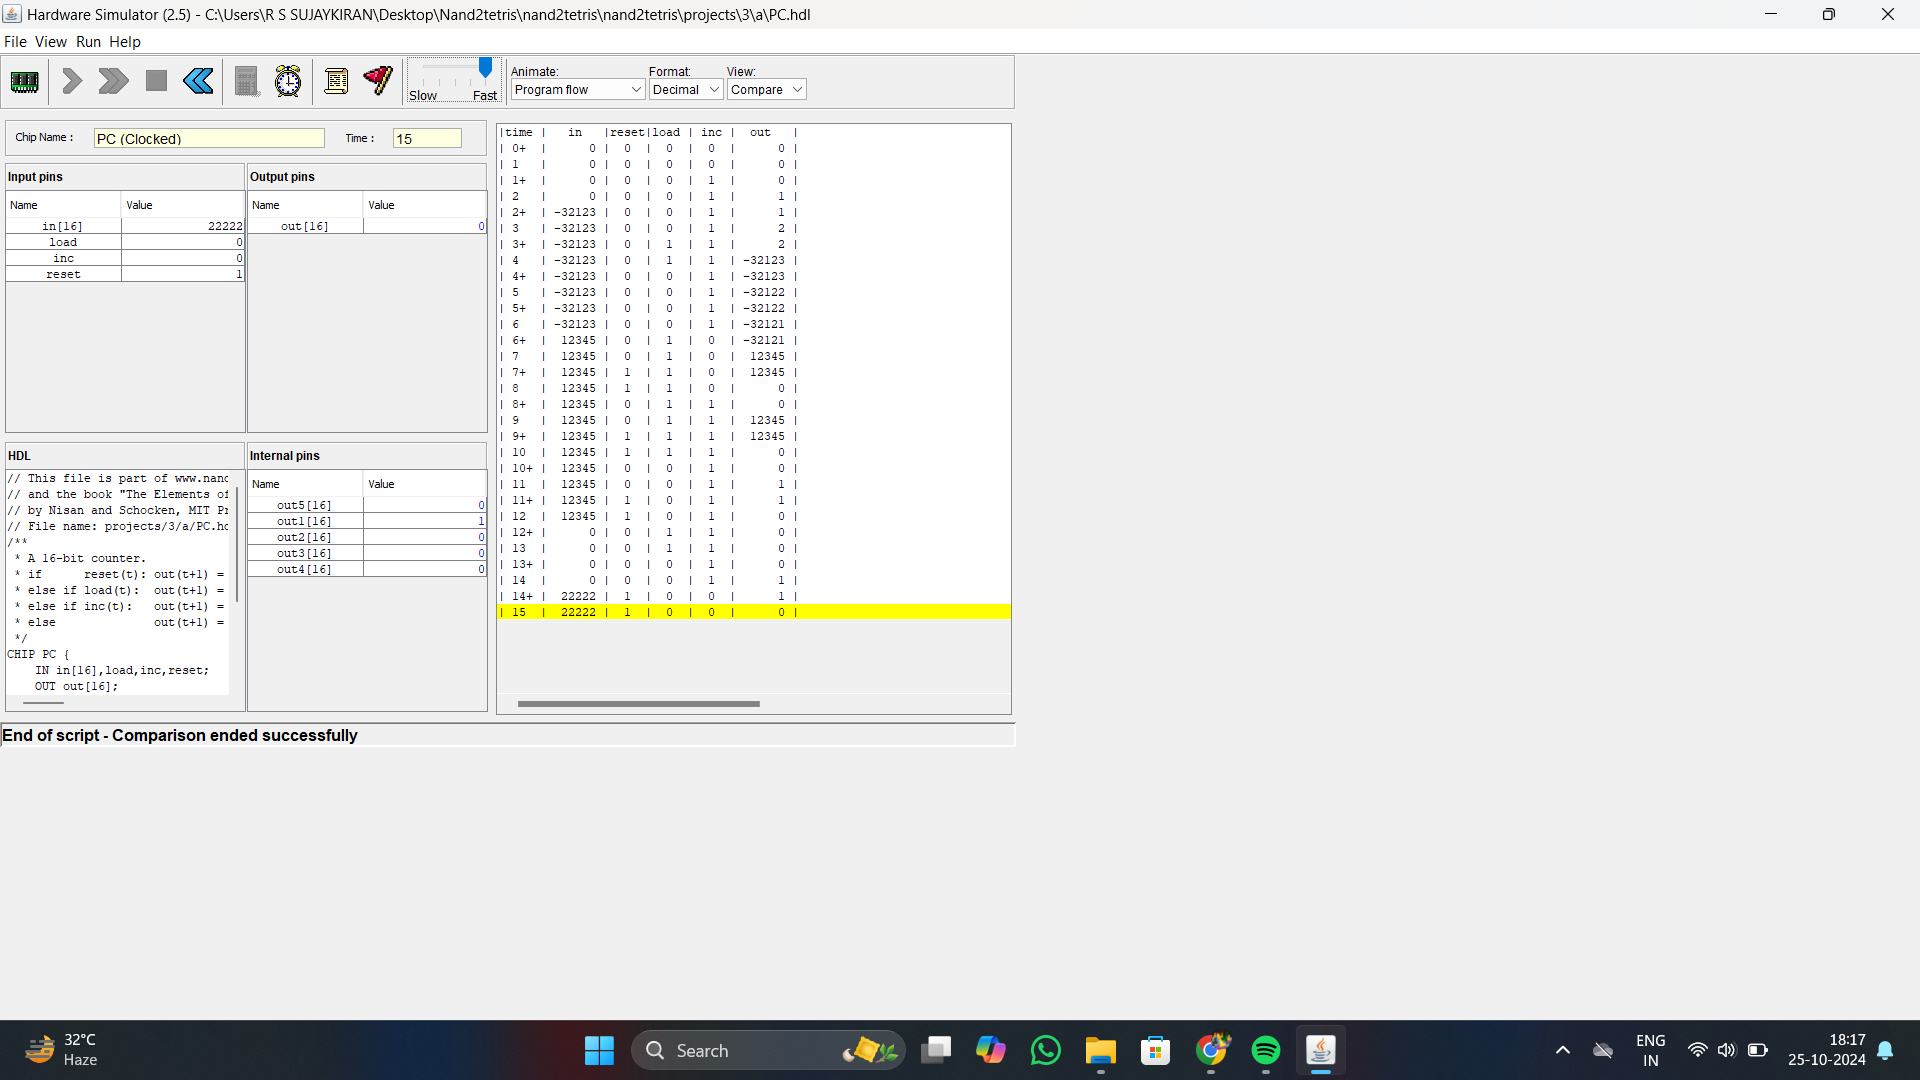 Hardware Simulator (2.5) - C:\Users\R S SUJAYKIRAN\Desktop\Nand2tetris\nand2tetris\nand2tetris\projects\3\a\PC.hdl
File View Run Help
Slow Fast
Animate: Format: View:
Program flow Decimal Compare
Chip Name : PC (Clocked) Time : 15
Input pins
Name Value
in[16] 22222
load 0
inc 0
reset 1
Output pins
Name Value
out[16] 0
HDL
// This file is part of www.nand
// and the book "The Elements of
// by Nisan and Schocken, MIT Pr
// File name: projects/3/a/PC.hd
/**
* A 16-bit counter.
* if reset(t): out(t+1) =
* else if load(t): out(t+1) =
* else if inc(t): out(t+1) =
* else out(t+1) =
*/
CHIP PC {
IN in[16],load,inc,reset;
OUT out[16];
Internal pins
Name Value
out5[16] 0
out1[16] 1
out2[16] 0
out3[16] 0
out4[16] 0
|time | in |reset|load | inc | out |
| 0+ | 0 | 0 | 0 | 0 | 0 |
| 1 | 0 | 0 | 0 | 0 | 0 |
| 1+ | 0 | 0 | 0 | 1 | 0 |
| 2 | 0 | 0 | 0 | 1 | 1 |
| 2+ | -32123 | 0 | 0 | 1 | 1 |
| 3 | -32123 | 0 | 0 | 1 | 2 |
| 3+ | -32123 | 0 | 1 | 1 | 2 |
| 4 | -32123 | 0 | 1 | 1 | -32123 |
| 4+ | -32123 | 0 | 0 | 1 | -32123 |
| 5 | -32123 | 0 | 0 | 1 | -32122 |
| 5+ | -32123 | 0 | 0 | 1 | -32122 |
| 6 | -32123 | 0 | 0 | 1 | -32121 |
| 6+ | 12345 | 0 | 1 | 0 | -32121 |
| 7 | 12345 | 0 | 1 | 0 | 12345 |
| 7+ | 12345 | 1 | 1 | 0 | 12345 |
| 8 | 12345 | 1 | 1 | 0 | 0 |
| 8+ | 12345 | 0 | 1 | 1 | 0 |
| 9 | 12345 | 0 | 1 | 1 | 12345 |
| 9+ | 12345 | 1 | 1 | 1 | 12345 |
| 10 | 12345 | 1 | 1 | 1 | 0 |
| 10+ | 12345 | 0 | 0 | 1 | 0 |
| 11 | 12345 | 0 | 0 | 1 | 1 |
| 11+ | 12345 | 1 | 0 | 1 | 1 |
| 12 | 12345 | 1 | 0 | 1 | 0 |
| 12+ | 0 | 0 | 1 | 1 | 0 |
| 13 | 0 | 0 | 1 | 1 | 0 |
| 13+ | 0 | 0 | 0 | 1 | 0 |
| 14 | 0 | 0 | 0 | 1 | 1 |
| 14+ | 22222 | 1 | 0 | 0 | 1 |
| 15 | 22222 | 1 | 0 | 0 | 0 |
End of script - Comparison ended successfully
32°C
Haze
Search
ENG
IN
18:17
25-10-2024